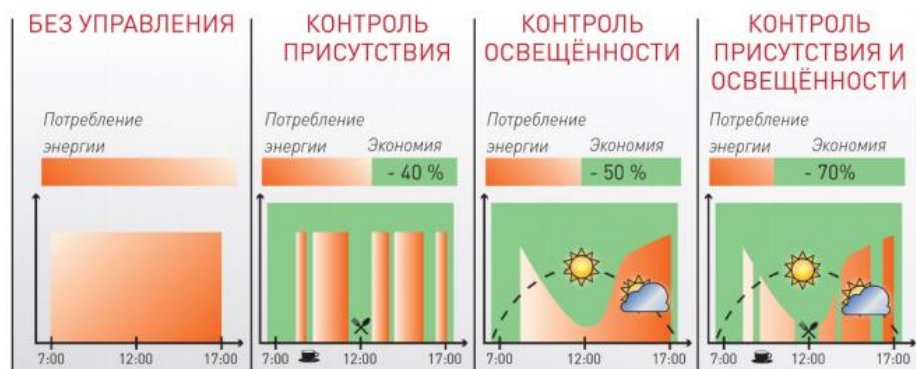 БЕЗ УПРАВЛЕНИЯ
Потребление
энергии
7:00 12:00 17:00
КОНТРОЛЬ
ПРИСУТСТВИЯ
Потребление
энергии Экономия
- 40 %
7:00 12:00 17:00
КОНТРОЛЬ
ОСВЕЩЁННОСТИ
Потребление
энергии Экономия
- 50 %
7:00 12:00 17:00
КОНТРОЛЬ
ПРИСУТСТВИЯ И
ОСВЕЩЁННОСТИ
Потребление
энергии Экономия
- 70%
7:00 12:00 17:00